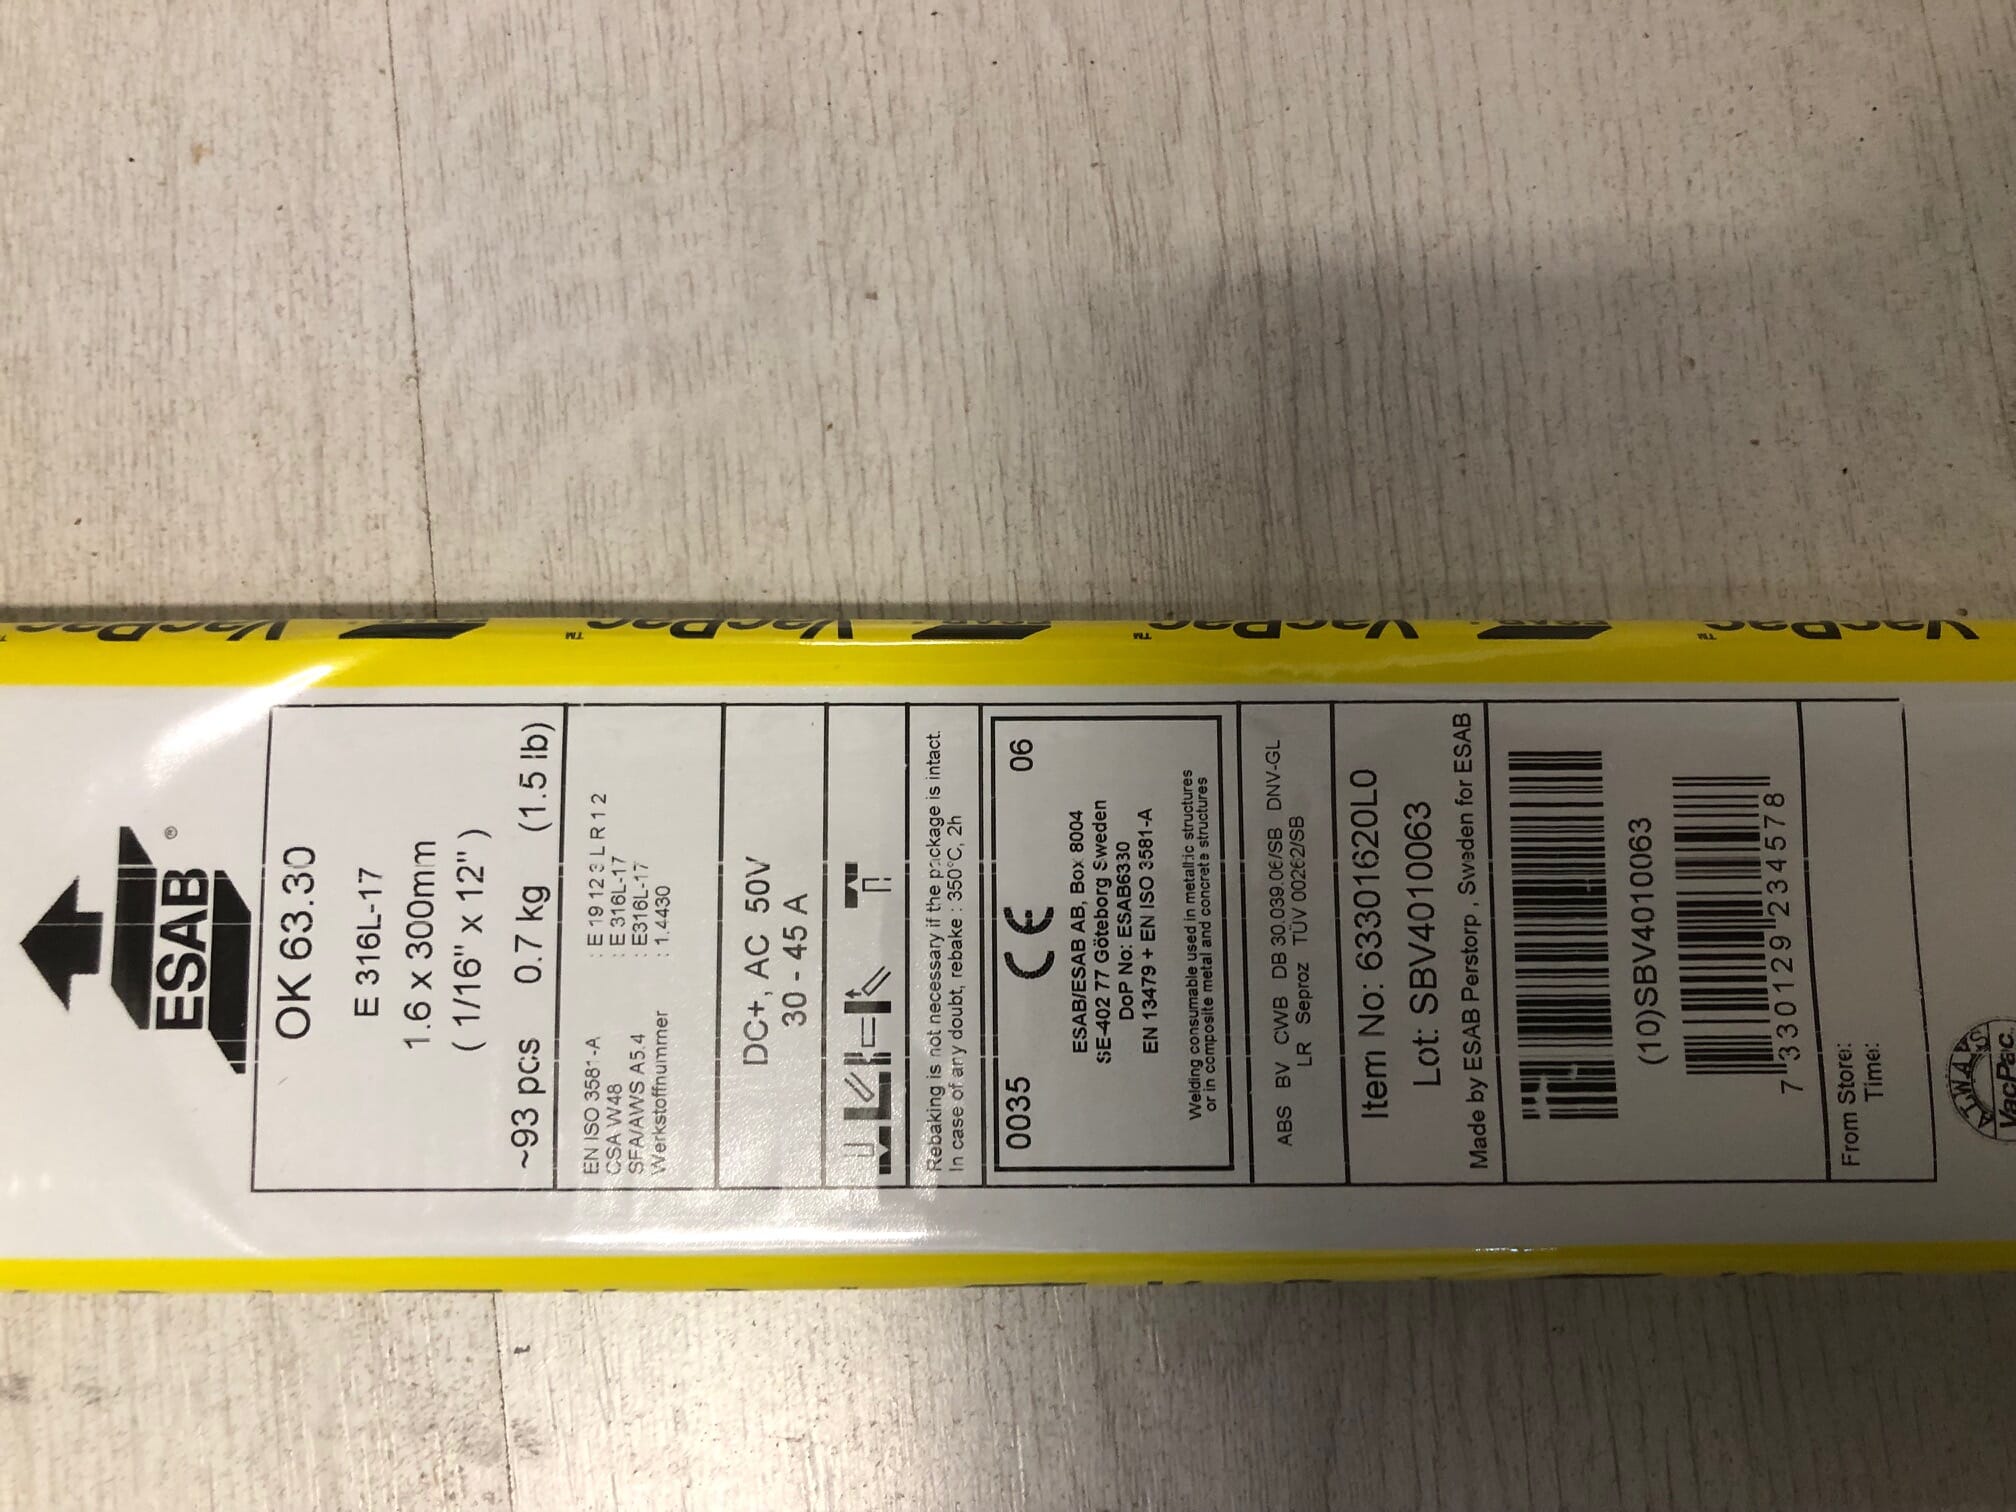 ESAB®
OK 63.30
E 316L-17
1.6 x 300mm
( 1/16" x 12" )
~93 pcs 0.7 kg (1.5 lb)
EN ISO 3581-A : E 19 12 3 L R 1 2
CSA W48 : E 316L-17
SFA/AWS A5.4 : E316L-17
Werkstoffnummer : 1.4430
DC+, AC 50V
30 - 45 A
Rebaking is not necessary if the package is intact.
In case of any doubt, rebake : 350°C, 2h
0035 CE 06
ESAB/ESAB AB, Box 8004
SE-402 77 Göteborg Sweden
DoP No: ESAB6330
EN 13479 + EN ISO 3581-A
Welding consumable used in metallic structures
or in composite metal and concrete structures
ABS BV CWB DB 30.039.06/SB DNV-GL
LR Seproz TÜV 00262/SB
Item No: 63301620L0
Lot: SBV4010063
Made by ESAB Perstorp , Sweden for ESAB
(10)SBV4010063
7 330129 234578
From Store:
Time:
VacPac
VacPac™ ESAB VacPac™ ESAB VacPac™ ESAB VacPac